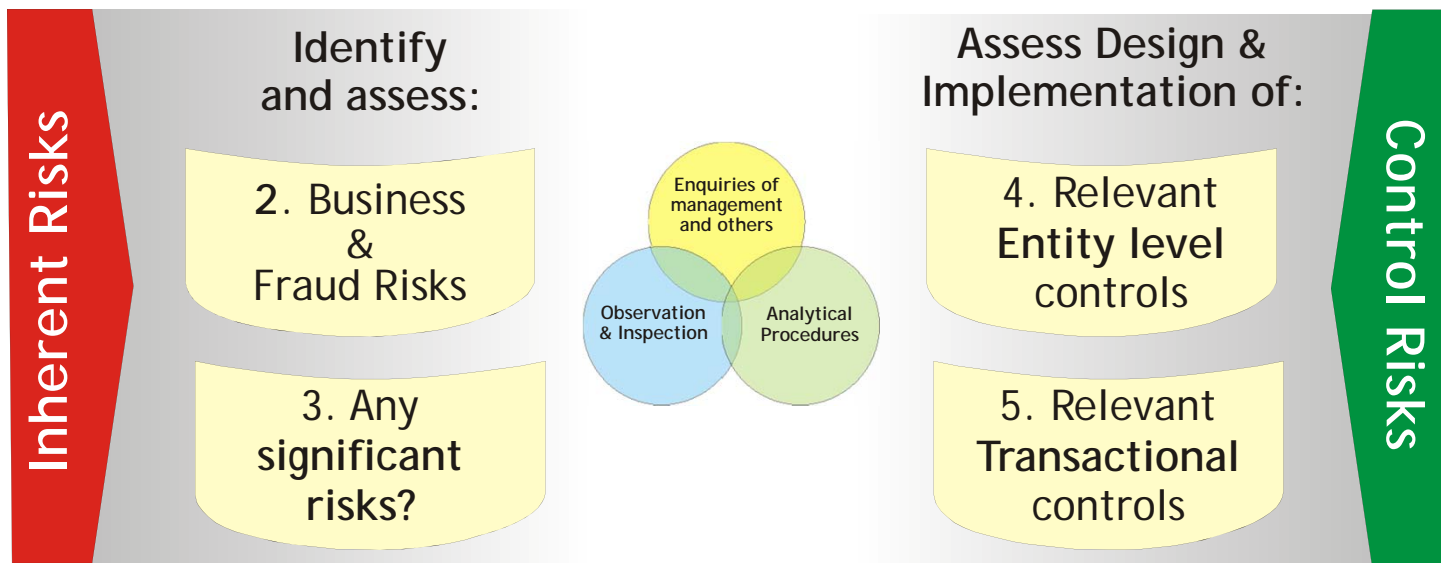 Inherent Risks
Identify
and assess:
2. Business
&
Fraud Risks
3. Any
significant
risks?
Enquiries of
management
and others
Observation
& Inspection
Analytical
Procedures
Assess Design &
Implementation of:
4. Relevant
Entity level
controls
5. Relevant
Transactional
controls
Control Risks